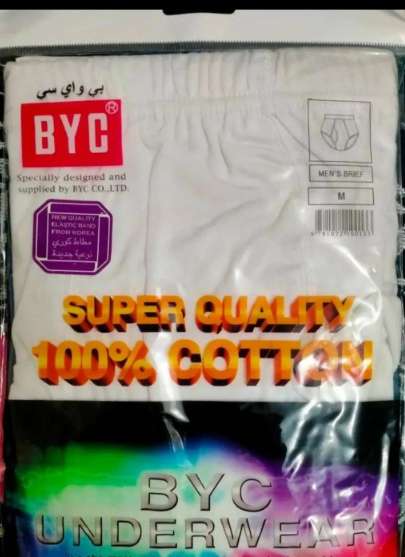 بي واي سي
BYC®
Specially designed and
supplied by BYC CO.,LTD.
NEW QUALITY
ELASTIC BAND
FROM KOREA
مطاط كوري
نوعية جديدة
MEN'S BRIEF
M
SUPER QUALITY
100% COTTON
BYC
UNDERWEAR